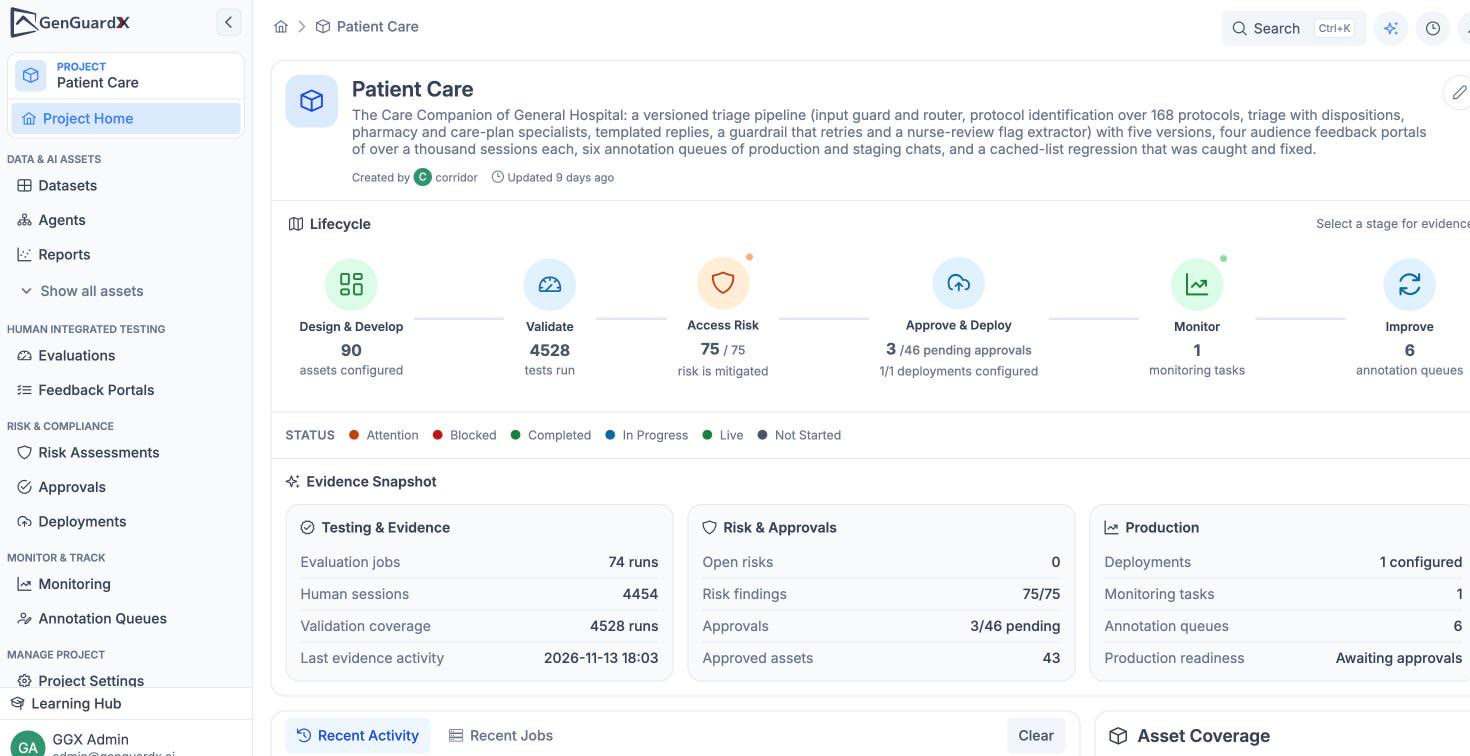 GenGuardX
Patient Care
Search Ctrl+K
PROJECT
Patient Care
Project Home
DATA & AI ASSETS
Datasets
Agents
Reports
Show all assets
HUMAN INTEGRATED TESTING
Evaluations
Feedback Portals
RISK & COMPLIANCE
Risk Assessments
Approvals
Deployments
MONITOR & TRACK
Monitoring
Annotation Queues
MANAGE PROJECT
Project Settings
Learning Hub
GA GGX Admin
admin@genguardx.ai
Patient Care
The Care Companion of General Hospital: a versioned triage pipeline (input guard and router, protocol identification over 168 protocols, triage with dispositions,
pharmacy and care-plan specialists, templated replies, a guardrail that retries and a nurse-review flag extractor) with five versions, four audience feedback portals
of over a thousand sessions each, six annotation queues of production and staging chats, and a cached-list regression that was caught and fixed.
Created by C corridor Updated 9 days ago
Lifecycle
Select a stage for evidence
Design & Develop
90
assets configured
Validate
4528
tests run
Access Risk
75 / 75
risk is mitigated
Approve & Deploy
3 /46 pending approvals
1/1 deployments configured
Monitor
1
monitoring tasks
Improve
6
annotation queues
STATUS Attention Blocked Completed In Progress Live Not Started
Evidence Snapshot
Testing & Evidence
Evaluation jobs 74 runs
Human sessions 4454
Validation coverage 4528 runs
Last evidence activity 2026-11-13 18:03
Risk & Approvals
Open risks 0
Risk findings 75/75
Approvals 3/46 pending
Approved assets 43
Production
Deployments 1 configured
Monitoring tasks 1
Annotation queues 6
Production readiness Awaiting approvals
Recent Activity Recent Jobs Clear
Asset Coverage